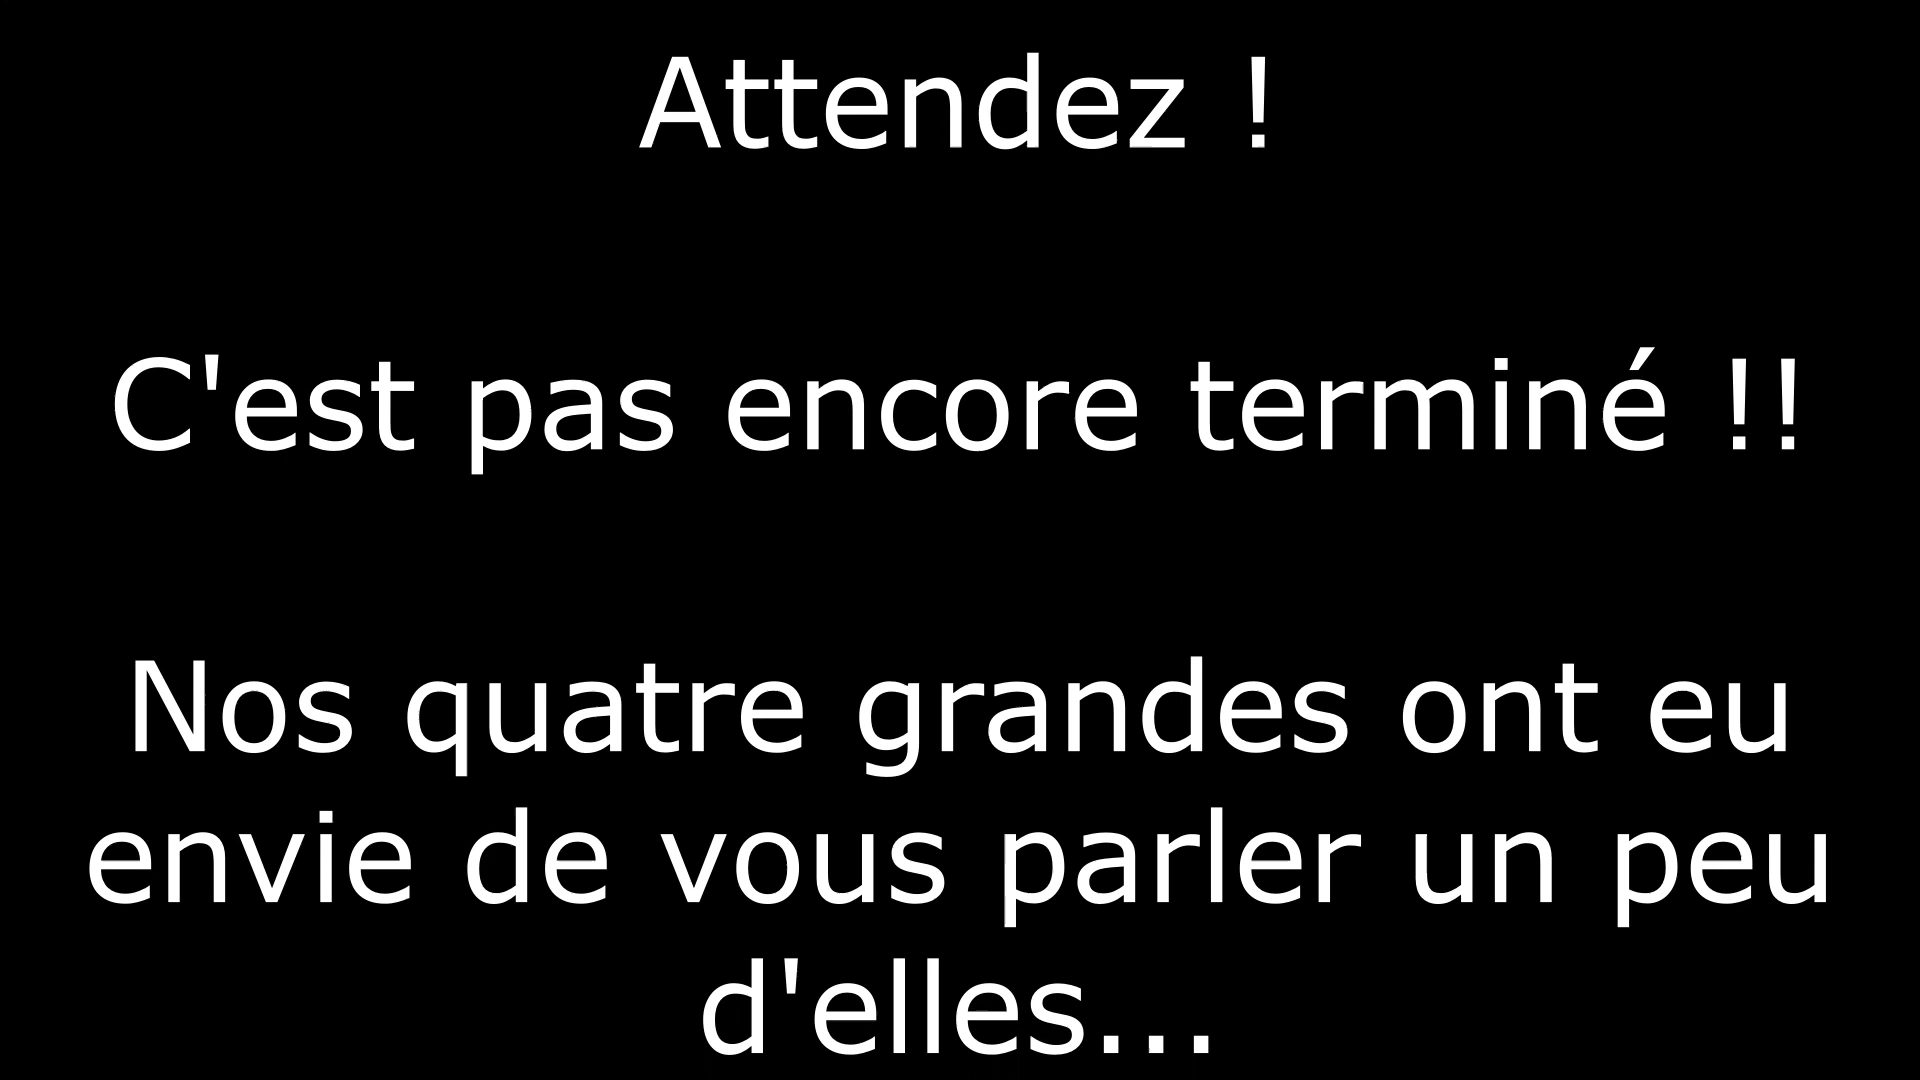 Attendez !
C'est pas encore terminé !!
Nos quatre grandes ont eu
envie de vous parler un peu
d'elles...